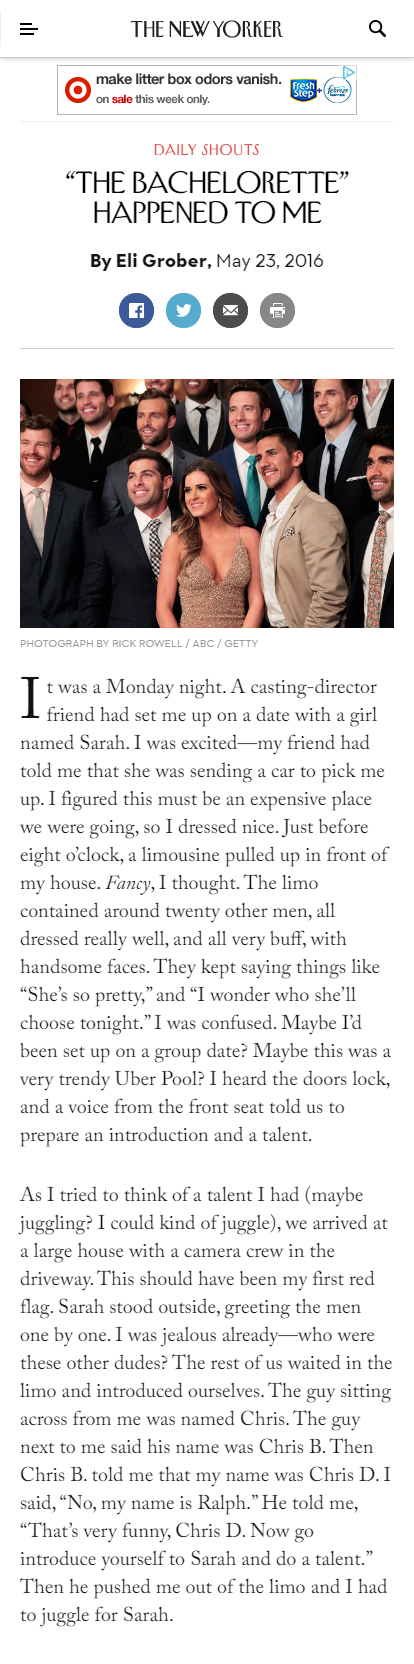 THE NEW YORKER
make litter box odors vanish.
on sale this week only.
Fresh Step
+
febreze
DAILY SHOUTS
“THE BACHELORETTE”
HAPPENED TO ME
By Eli Grober, May 23, 2016
PHOTOGRAPH BY RICK ROWELL / ABC / GETTY
It was a Monday night. A casting-director
friend had set me up on a date with a girl
named Sarah. I was excited—my friend had
told me that she was sending a car to pick me
up. I figured this must be an expensive place
we were going, so I dressed nice. Just before
eight o’clock, a limousine pulled up in front of
my house. Fancy, I thought. The limo
contained around twenty other men, all
dressed really well, and all very buff, with
handsome faces. They kept saying things like
“She’s so pretty,” and “I wonder who she’ll
choose tonight.” I was confused. Maybe I’d
been set up on a group date? Maybe this was a
very trendy Uber Pool? I heard the doors lock,
and a voice from the front seat told us to
prepare an introduction and a talent.
As I tried to think of a talent I had (maybe
juggling? I could kind of juggle), we arrived at
a large house with a camera crew in the
driveway. This should have been my first red
flag. Sarah stood outside, greeting the men
one by one. I was jealous already—who were
these other dudes? The rest of us waited in the
limo and introduced ourselves. The guy sitting
across from me was named Chris. The guy
next to me said his name was Chris B. Then
Chris B. told me that my name was Chris D. I
said, “No, my name is Ralph.” He told me,
“That’s very funny, Chris D. Now go
introduce yourself to Sarah and do a talent.”
Then he pushed me out of the limo and I had
to juggle for Sarah.